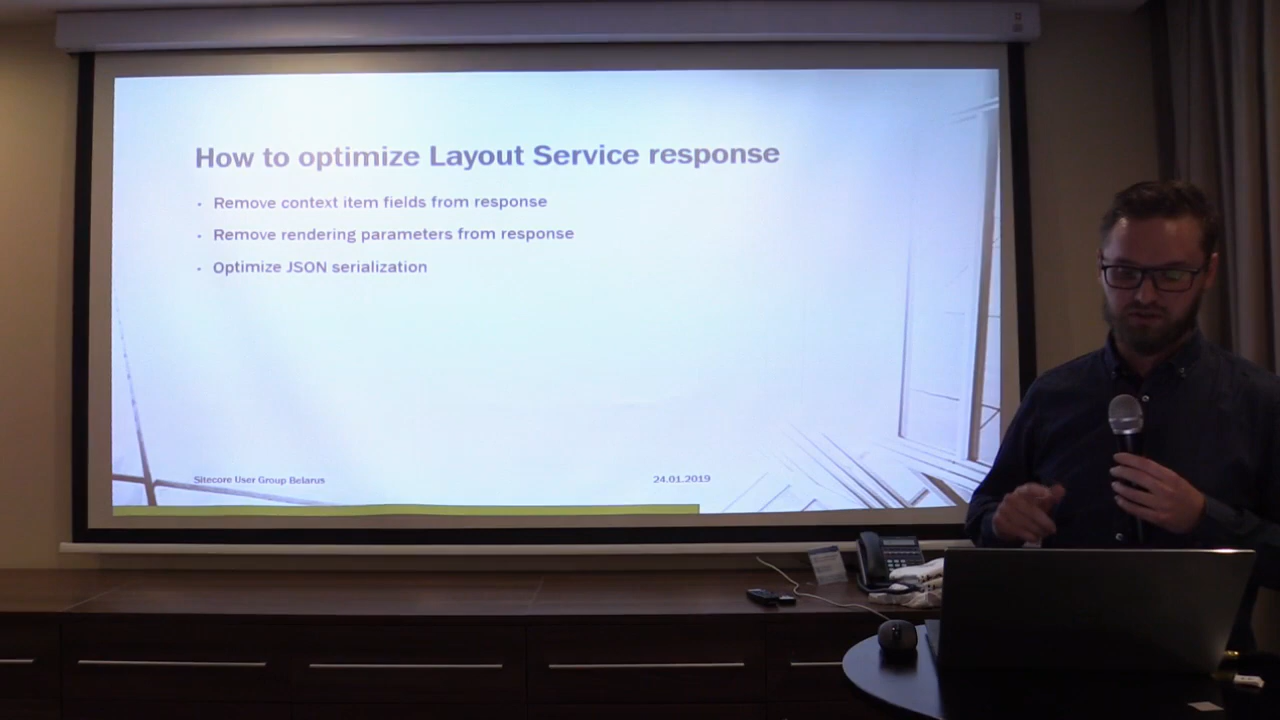 How to optimize Layout Service response
· Remove context item fields from response
· Remove rendering parameters from response
· Optimize JSON serialization
Sitecore User Group Belarus
24.01.2019